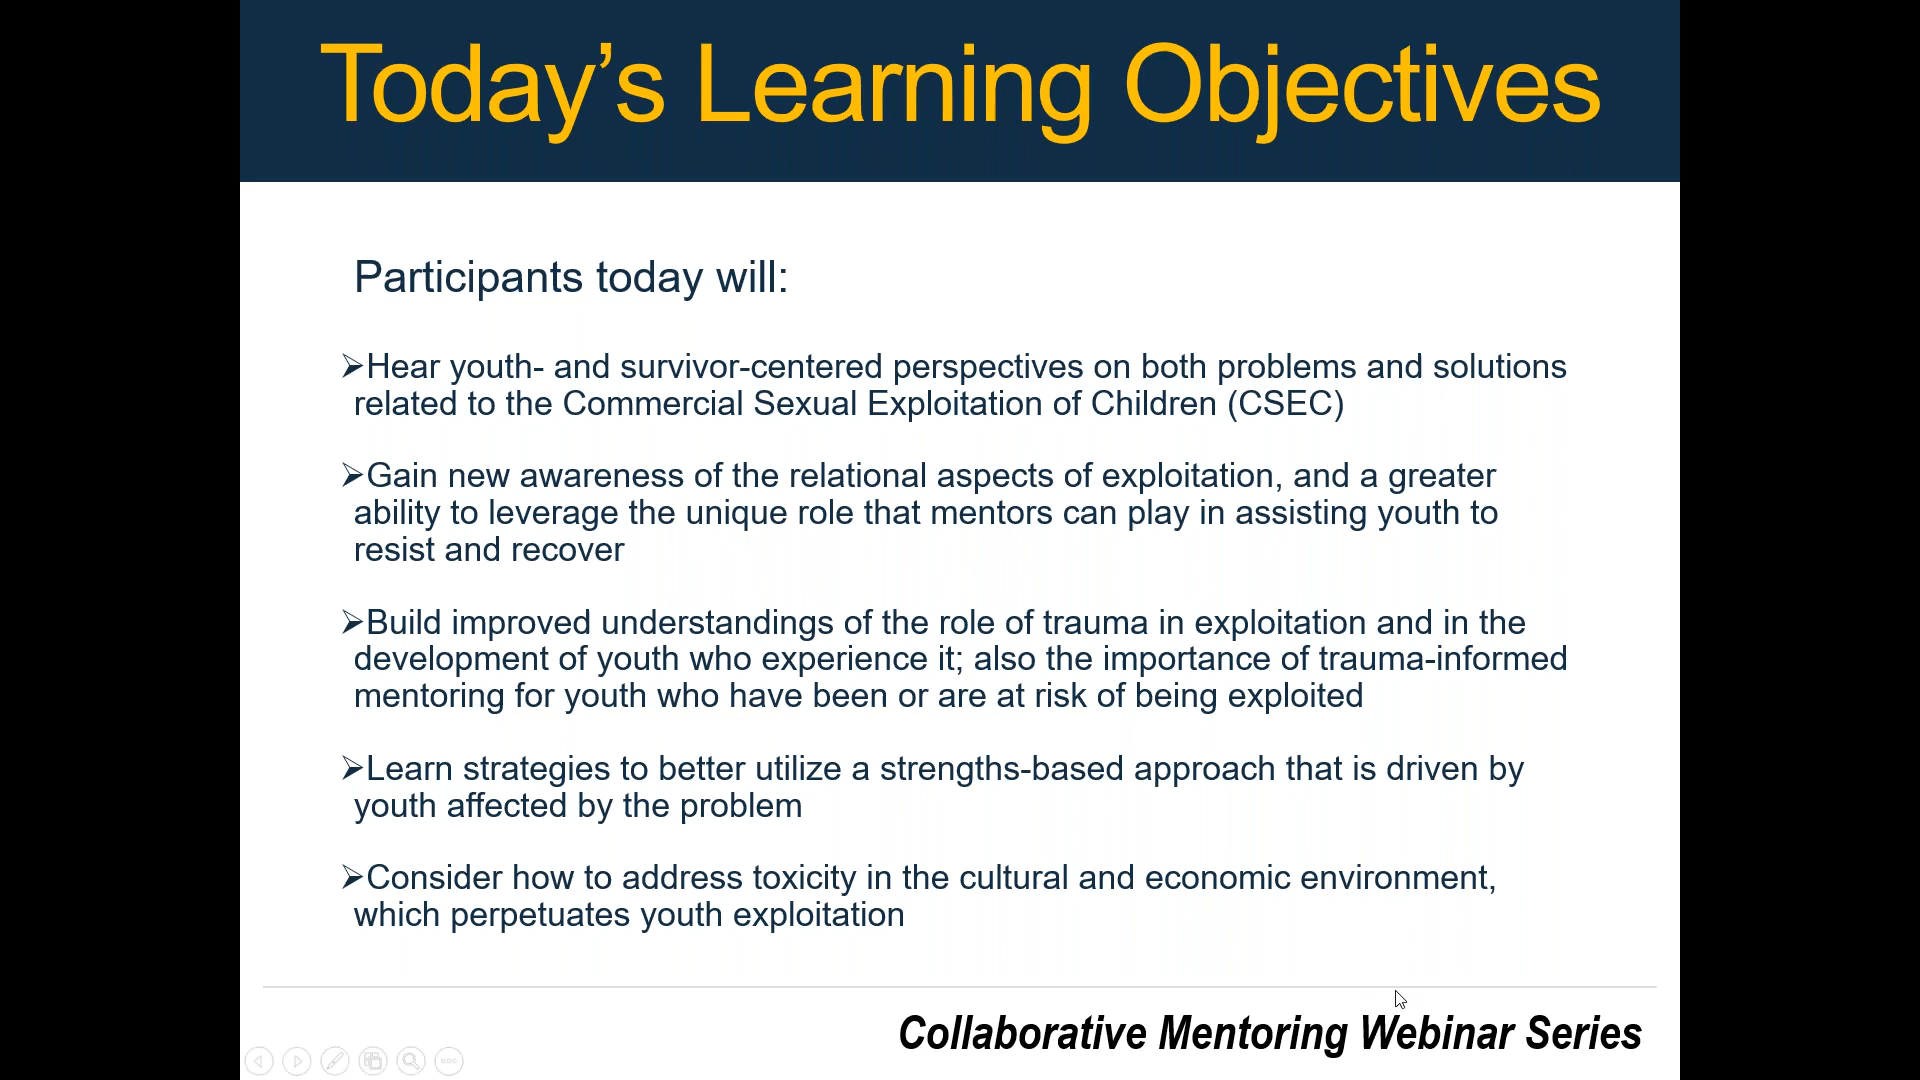 Today’s Learning Objectives
Participants today will:
➢Hear youth- and survivor-centered perspectives on both problems and solutions
related to the Commercial Sexual Exploitation of Children (CSEC)
➢Gain new awareness of the relational aspects of exploitation, and a greater
ability to leverage the unique role that mentors can play in assisting youth to
resist and recover
➢Build improved understandings of the role of trauma in exploitation and in the
development of youth who experience it; also the importance of trauma-informed
mentoring for youth who have been or are at risk of being exploited
➢Learn strategies to better utilize a strengths-based approach that is driven by
youth affected by the problem
➢Consider how to address toxicity in the cultural and economic environment,
which perpetuates youth exploitation
Collaborative Mentoring Webinar Series